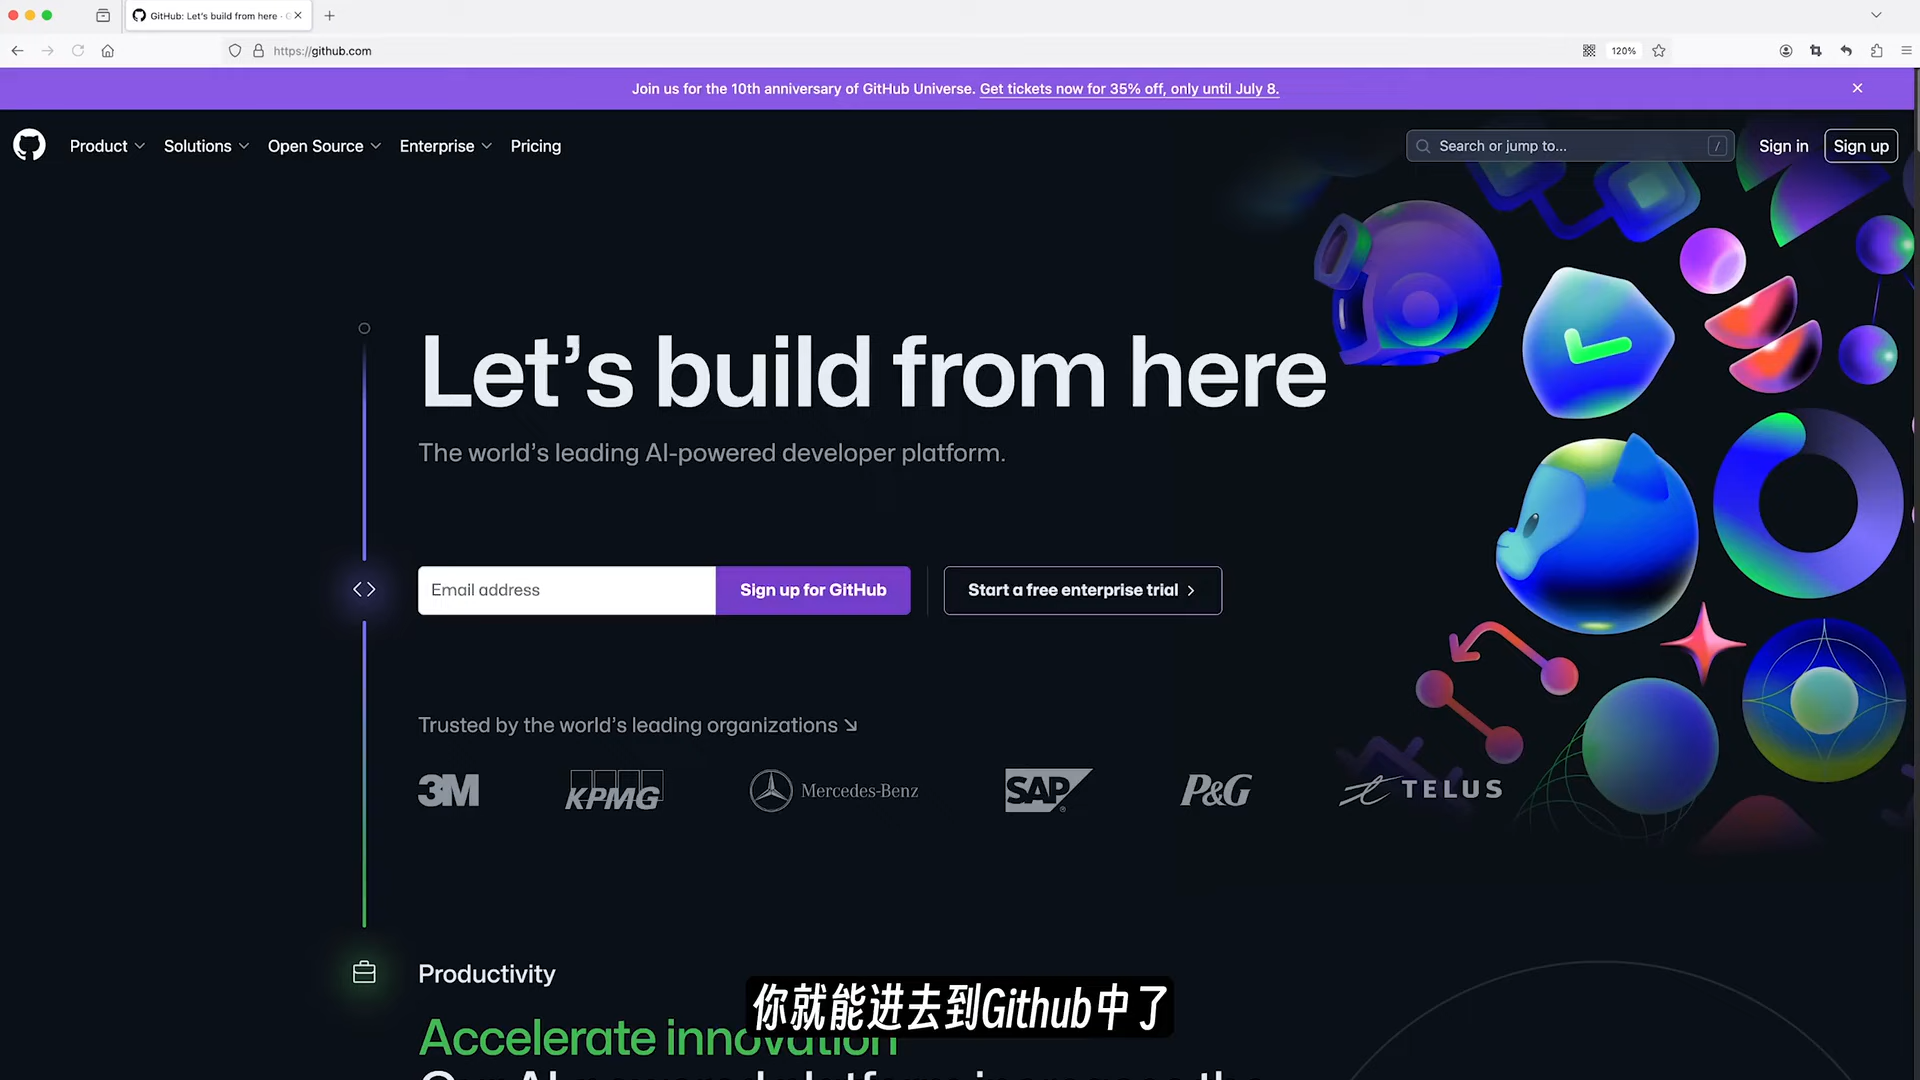 GitHub: Let's build from here ·
https://github.com
120%
Join us for the 10th anniversary of GitHub Universe. Get tickets now for 35% off, only until July 8.
Product
Solutions
Open Source
Enterprise
Pricing
Search or jump to...
/
Sign in
Sign up
Let’s build from here
The world’s leading AI-powered developer platform.
Email address
Sign up for GitHub
Start a free enterprise trial
Trusted by the world’s leading organizations
3M
KPMG
Mercedes-Benz
SAP
P&G
TELUS
Productivity
你就能进去到Github中了
Accelerate innovation